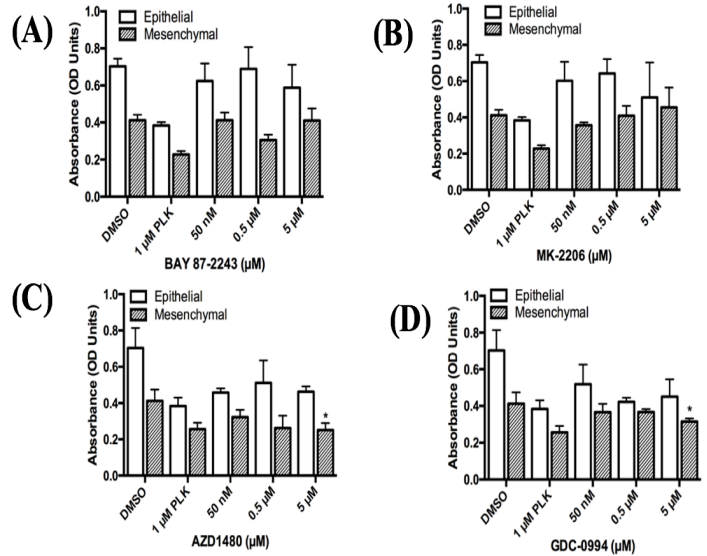 (A)
Absorbance (OD Units)
1.0
0.8
0.6
0.4
0.2
0.0
Epithelial
Mesenchymal
DMSO
1 µM PLK
50 nM
0.5 µM
5 µM
BAY 87-2243 (µM)
(B)
Absorbance (OD Units)
1.0
0.8
0.6
0.4
0.2
0.0
Epithelial
Mesenchymal
DMSO
1 µM PLK
50 nM
0.5 µM
5 µM
MK-2206 (µM)
(C)
Absorbance (OD Units)
1.0
0.8
0.6
0.4
0.2
0.0
Epithelial
Mesenchymal
*
DMSO
1 µM PLK
50 nM
0.5 µM
5 µM
AZD1480 (µM)
(D)
Absorbance (OD Units)
1.0
0.8
0.6
0.4
0.2
0.0
Epithelial
Mesenchymal
*
DMSO
1 µM PLK
50 nM
0.5 µM
5 µM
GDC-0994 (µM)